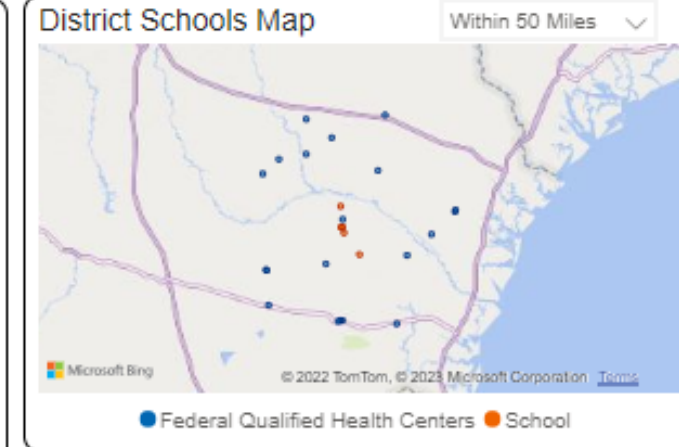 District Schools Map
Within 50 Miles
Microsoft Bing
© 2022 TomTom, © 2023 Microsoft Corporation Terms
Federal Qualified Health Centers School